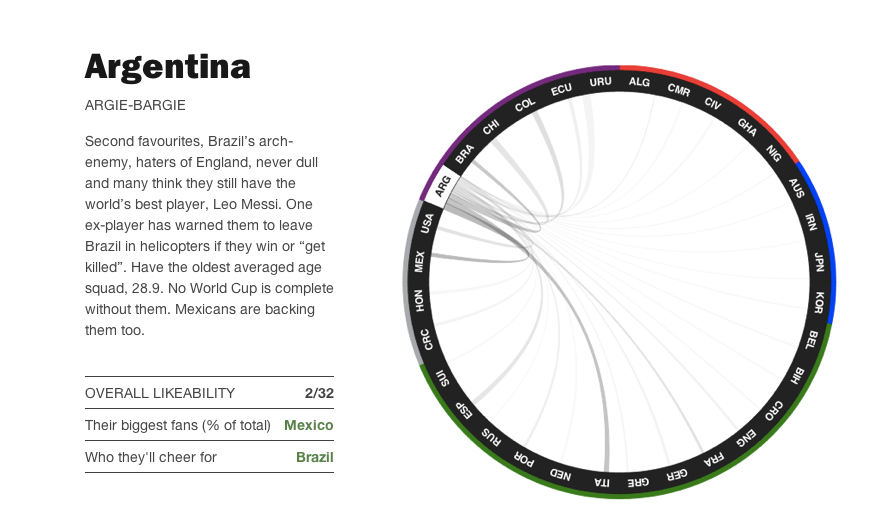 Argentina
ARGIE-BARGIE
Second favourites, Brazil’s arch-
enemy, haters of England, never dull
and many think they still have the
world’s best player, Leo Messi. One
ex-player has warned them to leave
Brazil in helicopters if they win or “get
killed”. Have the oldest averaged age
squad, 28.9. No World Cup is complete
without them. Mexicans are backing
them too.
OVERALL LIKEABILITY 2/32
Their biggest fans (% of total) Mexico
Who they'll cheer for Brazil
ARG
BRA
CHI
COL
ECU
URU
ALG
CMR
CIV
GHA
NIG
AUS
IRN
JPN
KOR
BEL
BIH
CRO
ENG
FRA
GER
GRE
ITA
NED
POR
RUS
ESP
SUI
CRC
HON
MEX
USA